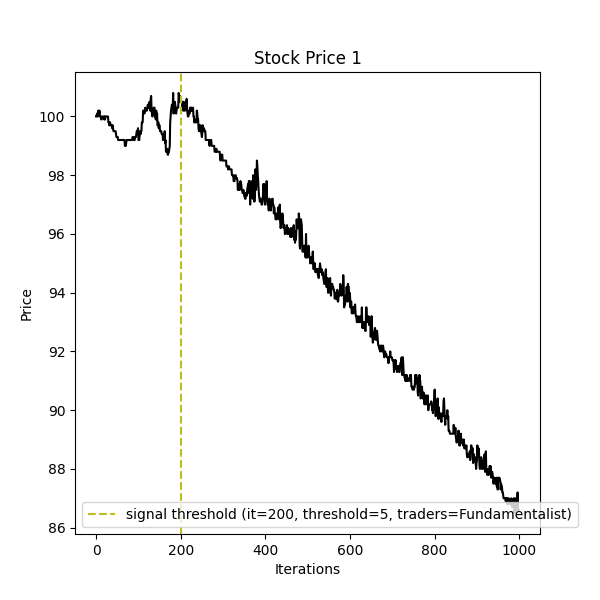 Stock Price 1
Price
100
98
96
94
92
90
88
86
signal threshold (it=200, threshold=5, traders=Fundamentalist)
0 200 400 600 800 1000
Iterations